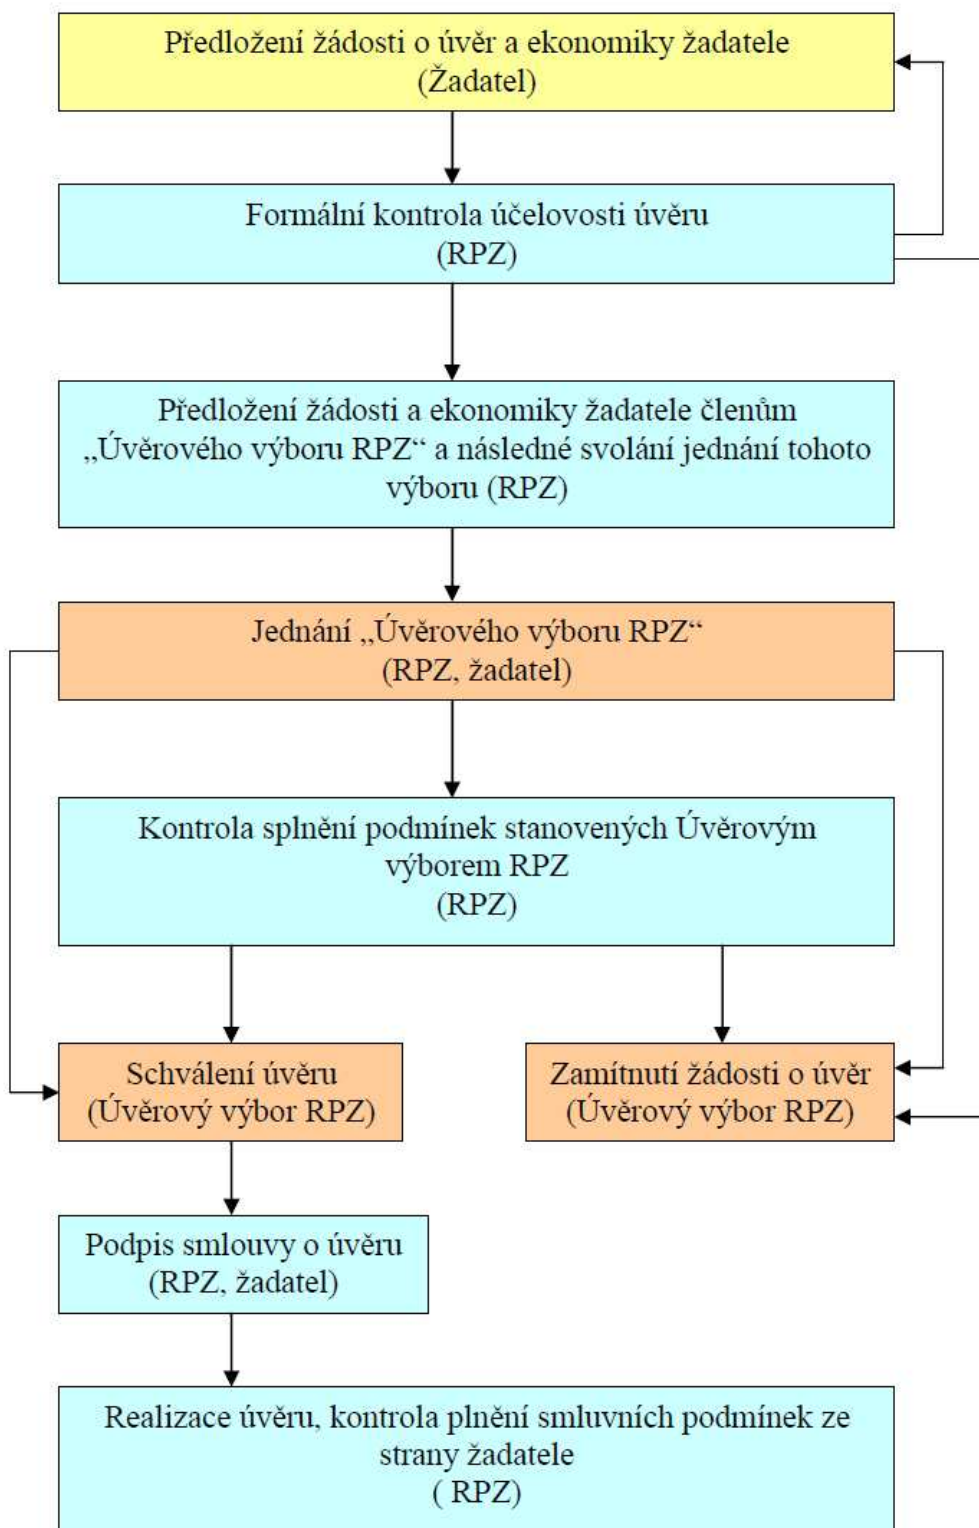 Předložení žádosti o úvěr a ekonomiky žadatele
(Žadatel)
Formální kontrola účelovosti úvěru
(RPZ)
Předložení žádosti a ekonomiky žadatele členům
„Úvěrového výboru RPZ“ a následné svolání jednání tohoto
výboru (RPZ)
Jednání „Úvěrového výboru RPZ“
(RPZ, žadatel)
Kontrola splnění podmínek stanovených Úvěrovým
výborem RPZ
(RPZ)
Schválení úvěru
(Úvěrový výbor RPZ)
Zamítnutí žádosti o úvěr
(Úvěrový výbor RPZ)
Podpis smlouvy o úvěru
(RPZ, žadatel)
Realizace úvěru, kontrola plnění smluvních podmínek ze
strany žadatele
( RPZ)